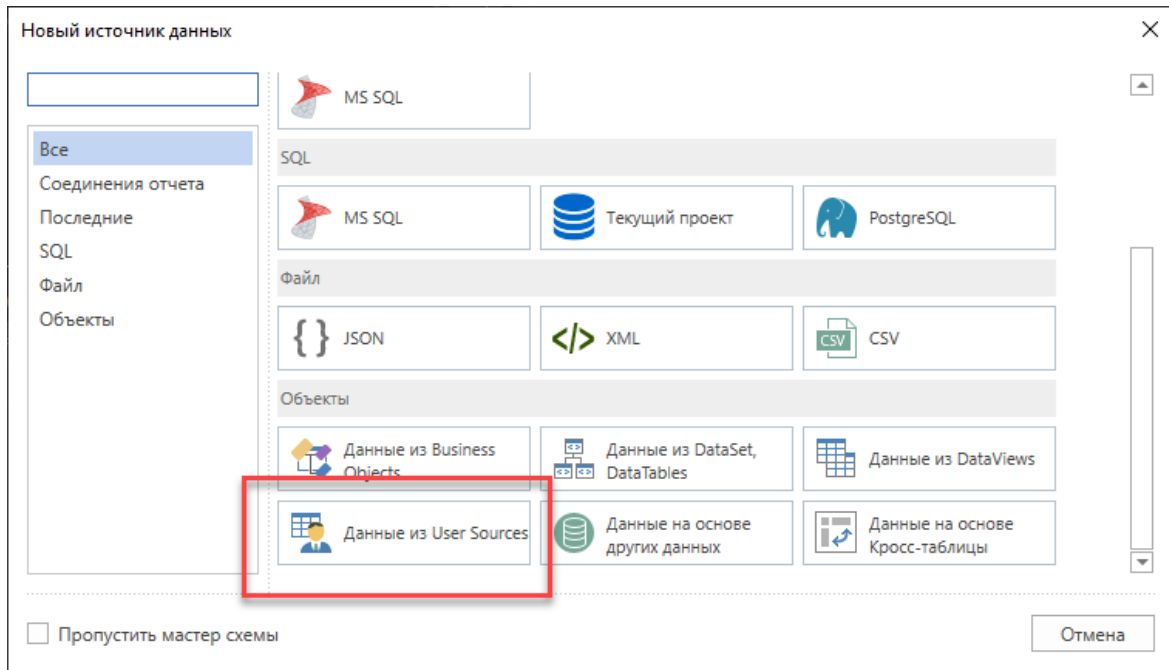 Новый источник данных
MS SQL
Все
Соединения отчета
Последние
SQL
Файл
Объекты
SQL
MS SQL
Текущий проект
PostgreSQL
Файл
{ } JSON
</> XML
CSV CSV
Объекты
Данные из Business
Objects
Данные из DataSet,
DataTables
Данные из DataViews
Данные из User Sources
Данные на основе
других данных
Данные на основе
Кросс-таблицы
Пропустить мастер схемы
Отмена